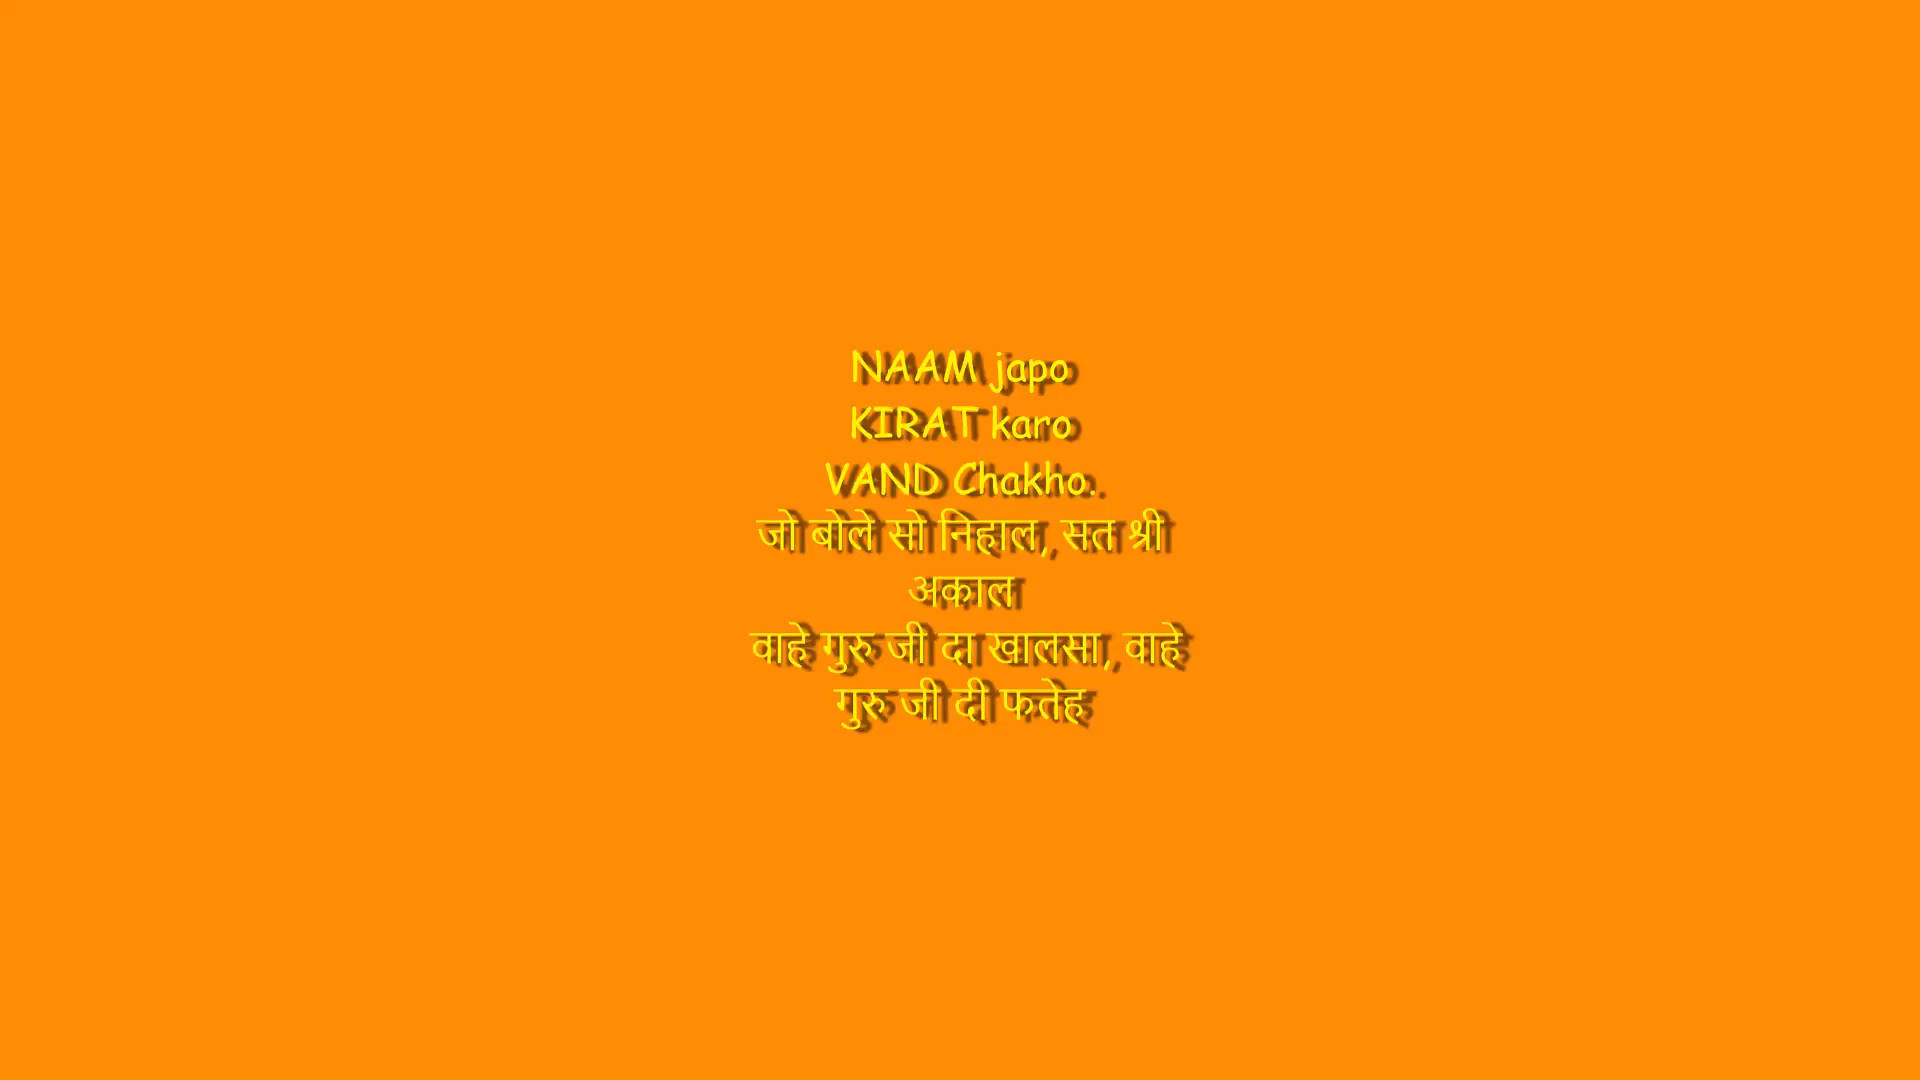 NAAM japo
KIRAT karo
VAND Chakho..
जो बोले सो निहाल, सत श्री
अकाल
वाहे गुरु जी दा खालसा, वाहे
गुरु जी दी फतेह